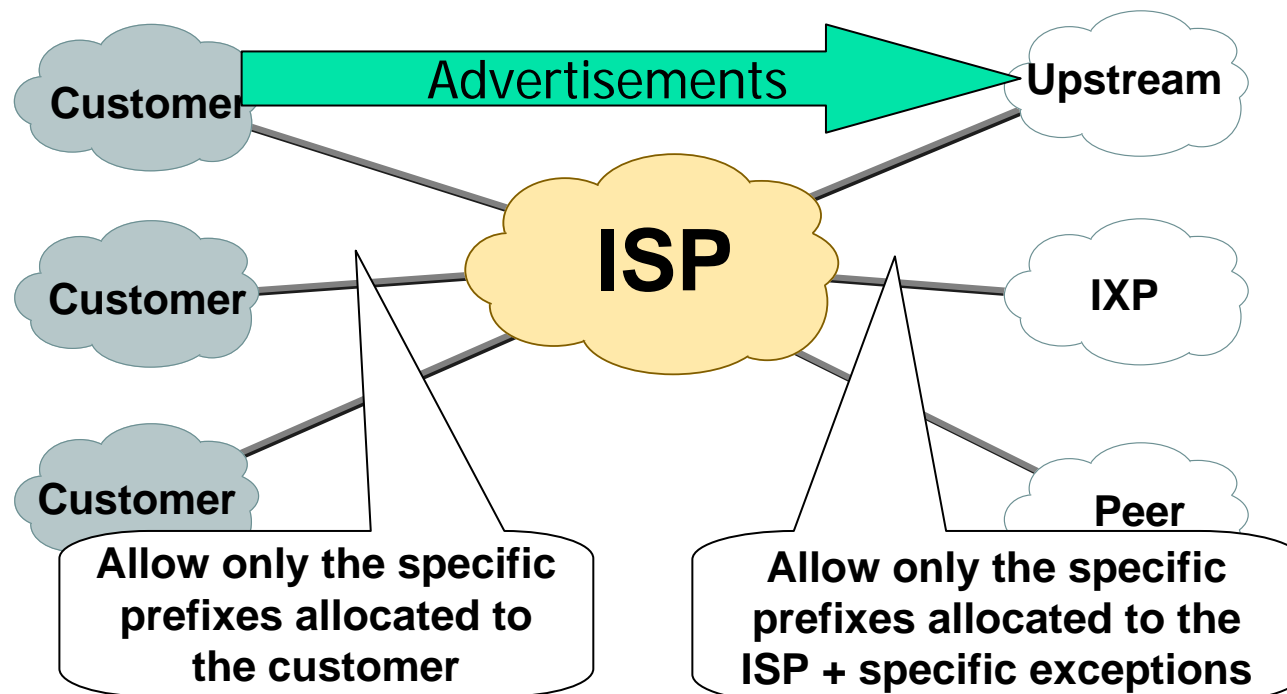 Advertisements
Customer
Upstream
ISP
Customer
IXP
Customer
Peer
Allow only the specific
prefixes allocated to
the customer
Allow only the specific
prefixes allocated to the
ISP + specific exceptions